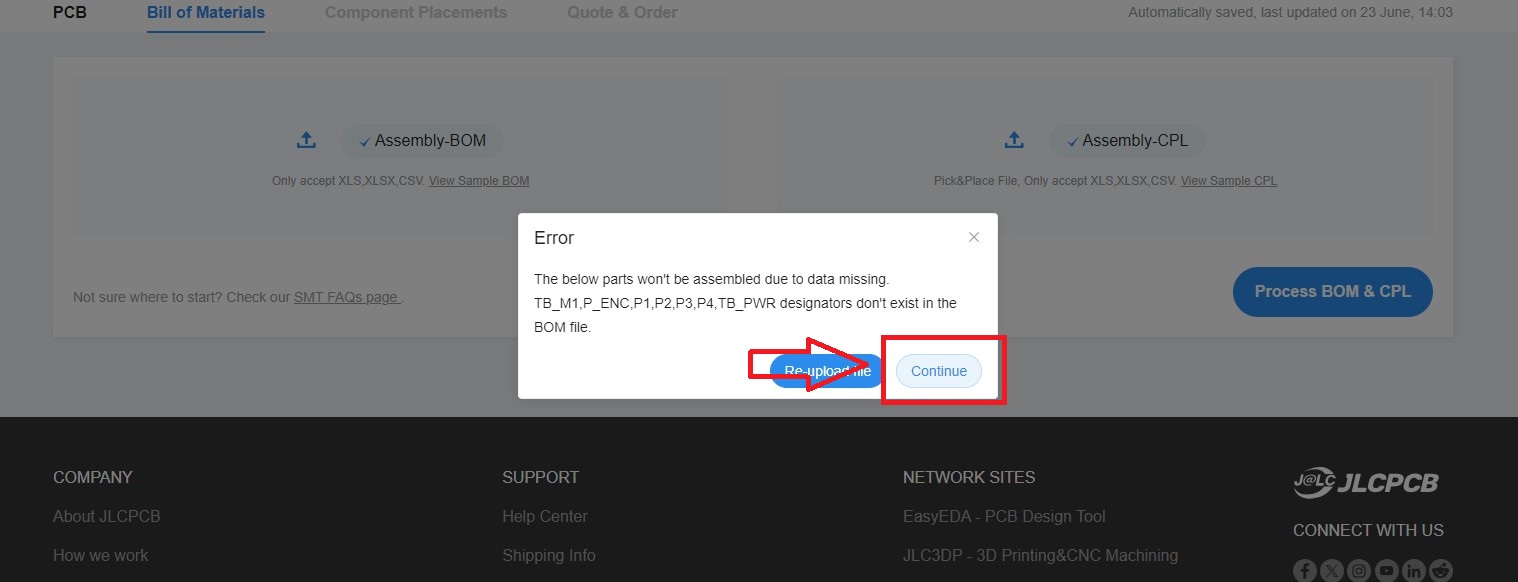 PCB
Bill of Materials
Component Placements
Quote & Order
Automatically saved, last updated on 23 June, 14:03
Assembly-BOM
Only accept XLS,XLSX,CSV. View Sample BOM
Assembly-CPL
Pick&Place File, Only accept XLS,XLSX,CSV. View Sample CPL
Error
The below parts won't be assembled due to data missing.
TB_M1,P_ENC,P1,P2,P3,P4,TB_PWR designators don't exist in the
BOM file.
Re-upload file
Continue
Not sure where to start? Check our SMT FAQs page .
Process BOM & CPL
COMPANY
About JLCPCB
How we work
SUPPORT
Help Center
Shipping Info
NETWORK SITES
EasyEDA - PCB Design Tool
JLC3DP - 3D Printing&CNC Machining
J@LC JLCPCB
CONNECT WITH US